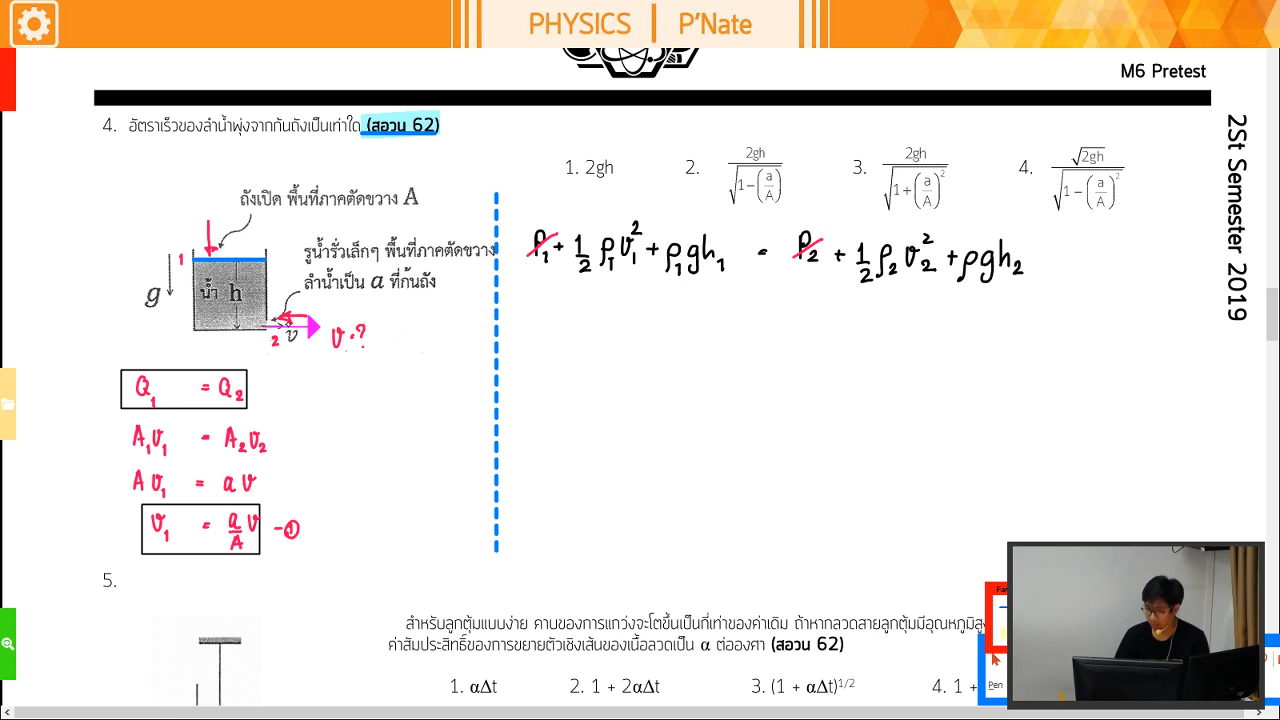 PHYSICS P'Nate
M6 Pretest
2St Semester 2019
4. อัตราเร็วของลำน้ำพุ่งจากก้นถังเป็นเท่าใด (สอวน 62)
1. 2gh 2. 2gh/√(1-(a/A)) 3. 2gh/√(1+(a/A)²) 4. √2gh/√(1-(a/A)²)
ถังเปิด พื้นที่ภาคตัดขวาง A
รูน้ำรั่วเล็กๆ พื้นที่ภาคตัดขวาง
ลำน้ำเป็น a ที่ก้นถัง
1
g
น้ำ h
2 v
v = ?
P₁ + 1/2 ρ₁v₁² + ρ₁gh₁ = P₂ + 1/2 ρ₂v₂² + ρgh₂
Q₁ = Q₂
A₁v₁ = A₂v₂
Av₁ = av
v₁ = a/A v -①
5.
สำหรับลูกตุ้มแบบง่าย คาบของการแกว่งจะโตขึ้นเป็นกี่เท่าของค่าเดิม ถ้าหากลวดสายลูกตุ้มมีอุณหภูมิ
ค่าสัมประสิทธิ์ของการขยายตัวเชิงเส้นของเนื้อลวดเป็น α ต่อองศา (สอวน 62)
1. αΔt 2. 1 + 2αΔt 3. (1 + αΔt)¹/² 4. 1 +
Pen